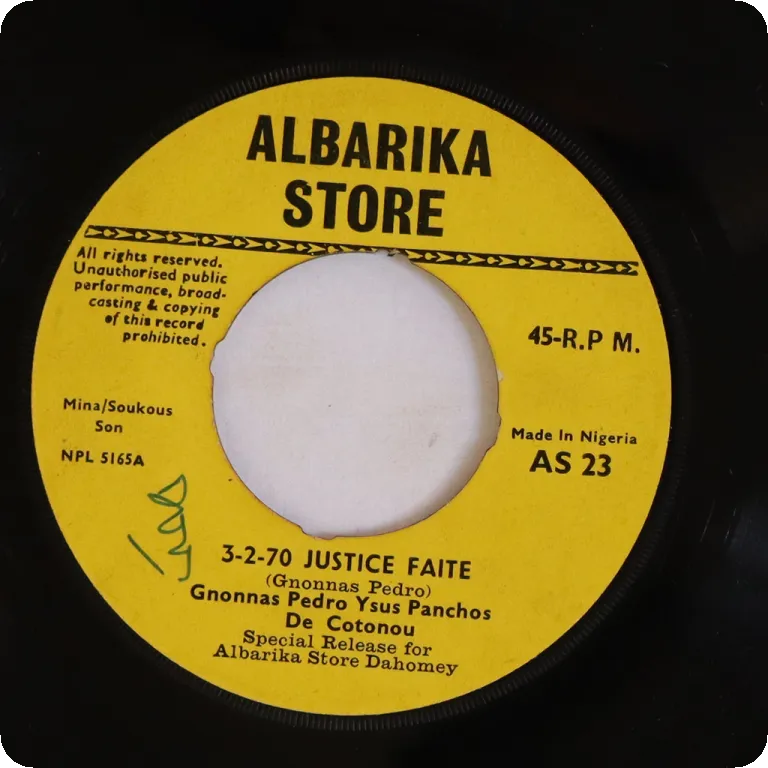 ALBARIKA
STORE
All rights reserved.
Unauthorised public
performance, broad-
casting & copying
of this record
prohibited.
45-R.P M.
Mina/Soukous
Son
NPL 5165A
Made In Nigeria
AS 23
3-2-70 JUSTICE FAITE
(Gnonnas Pedro)
Gnonnas Pedro Ysus Panchos
De Cotonou
Special Release for
Albarika Store Dahomey